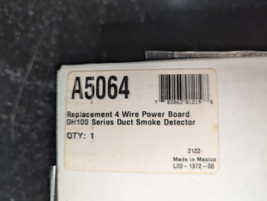 A5064
Replacement 4 Wire Power Board
DH100 Series Duct Smoke Detector
QTY: 1
2122
Made in Mexico
L00-1372-00